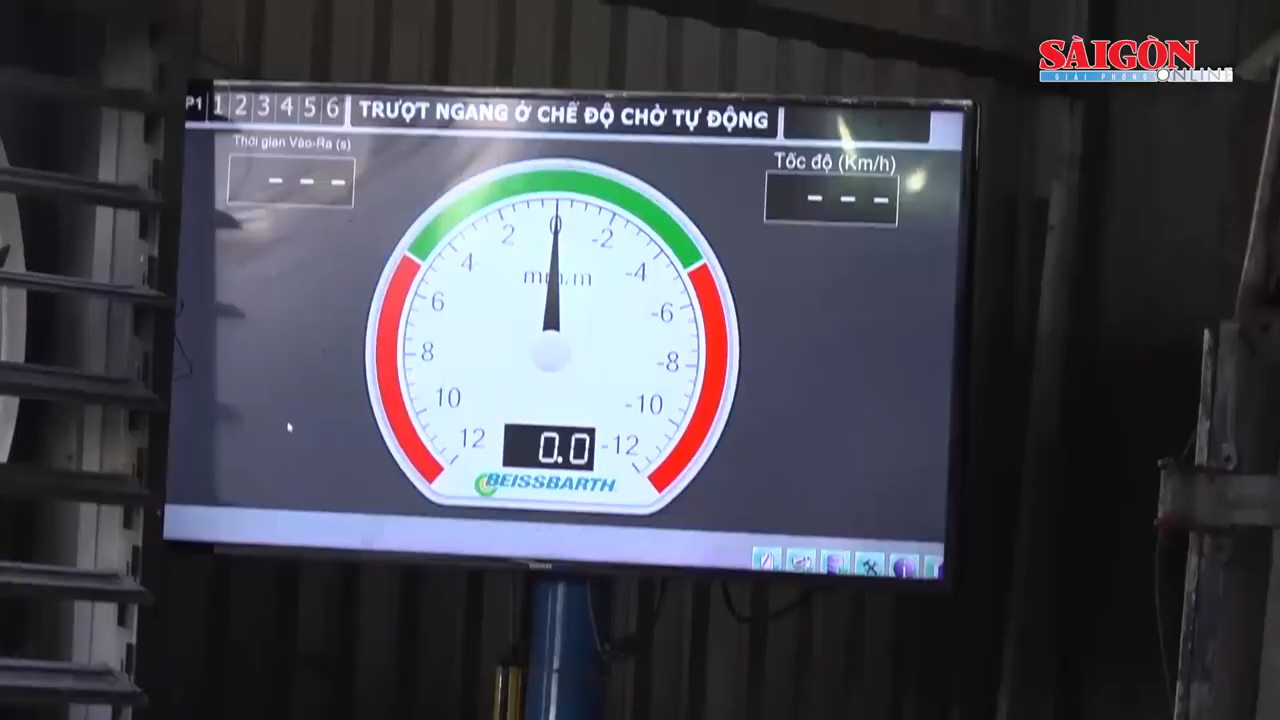 SÀIGÒN
GIẢI PHÓNG ONLINE
P1 1 2 3 4 5 6 TRƯỢT NGANG Ở CHẾ ĐỘ CHỜ TỰ ĐỘNG
Thời gian Vào-Ra (s)
- - -
Tốc độ (Km/h)
- - -
0
2 -2
4 -4
mm/m
6 -6
8 -8
10 -10
12 -12
0.0
BEISSBARTH